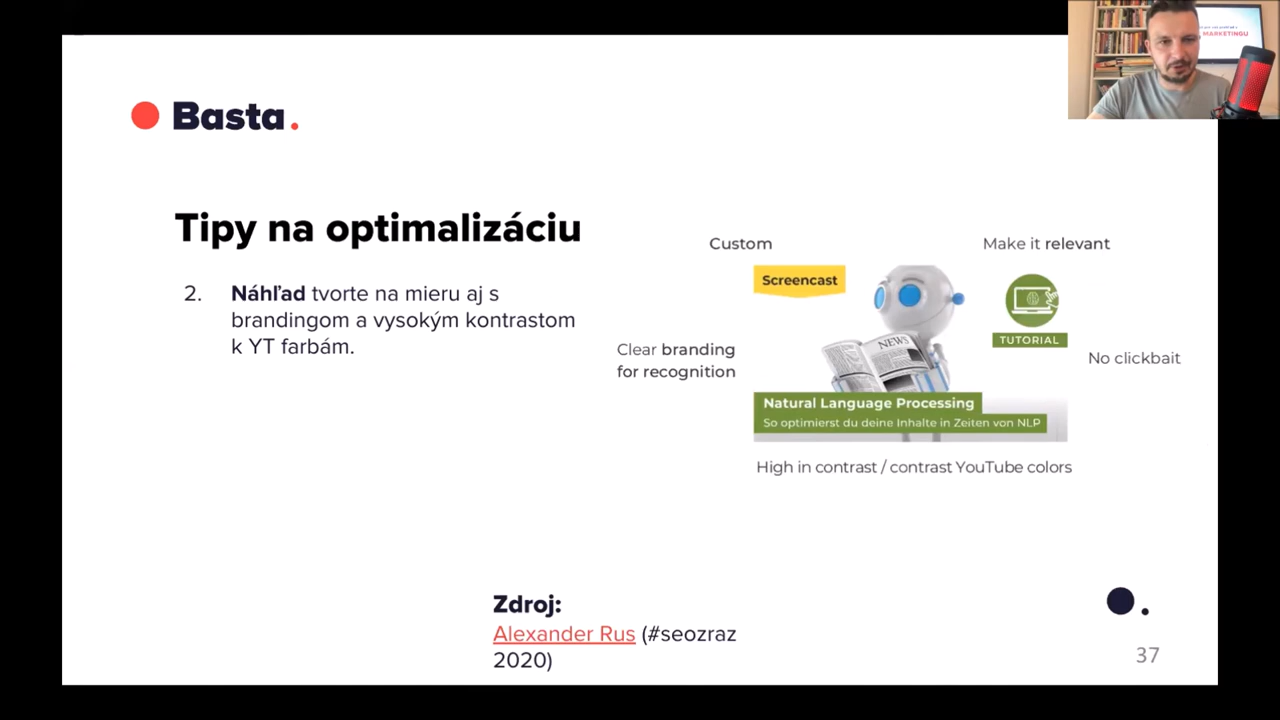 MARKETINGU
Basta.
Tipy na optimalizáciu
2. Náhľad tvorte na mieru aj s
brandingom a vysokým kontrastom
k YT farbám.
Custom
Make it relevant
Screencast
NEWS
TUTORIAL
Clear branding
for recognition
No clickbait
Natural Language Processing
So optimierst du deine Inhalte in Zeiten von NLP
High in contrast / contrast YouTube colors
Zdroj:
Alexander Rus (#seozraz
2020)
37